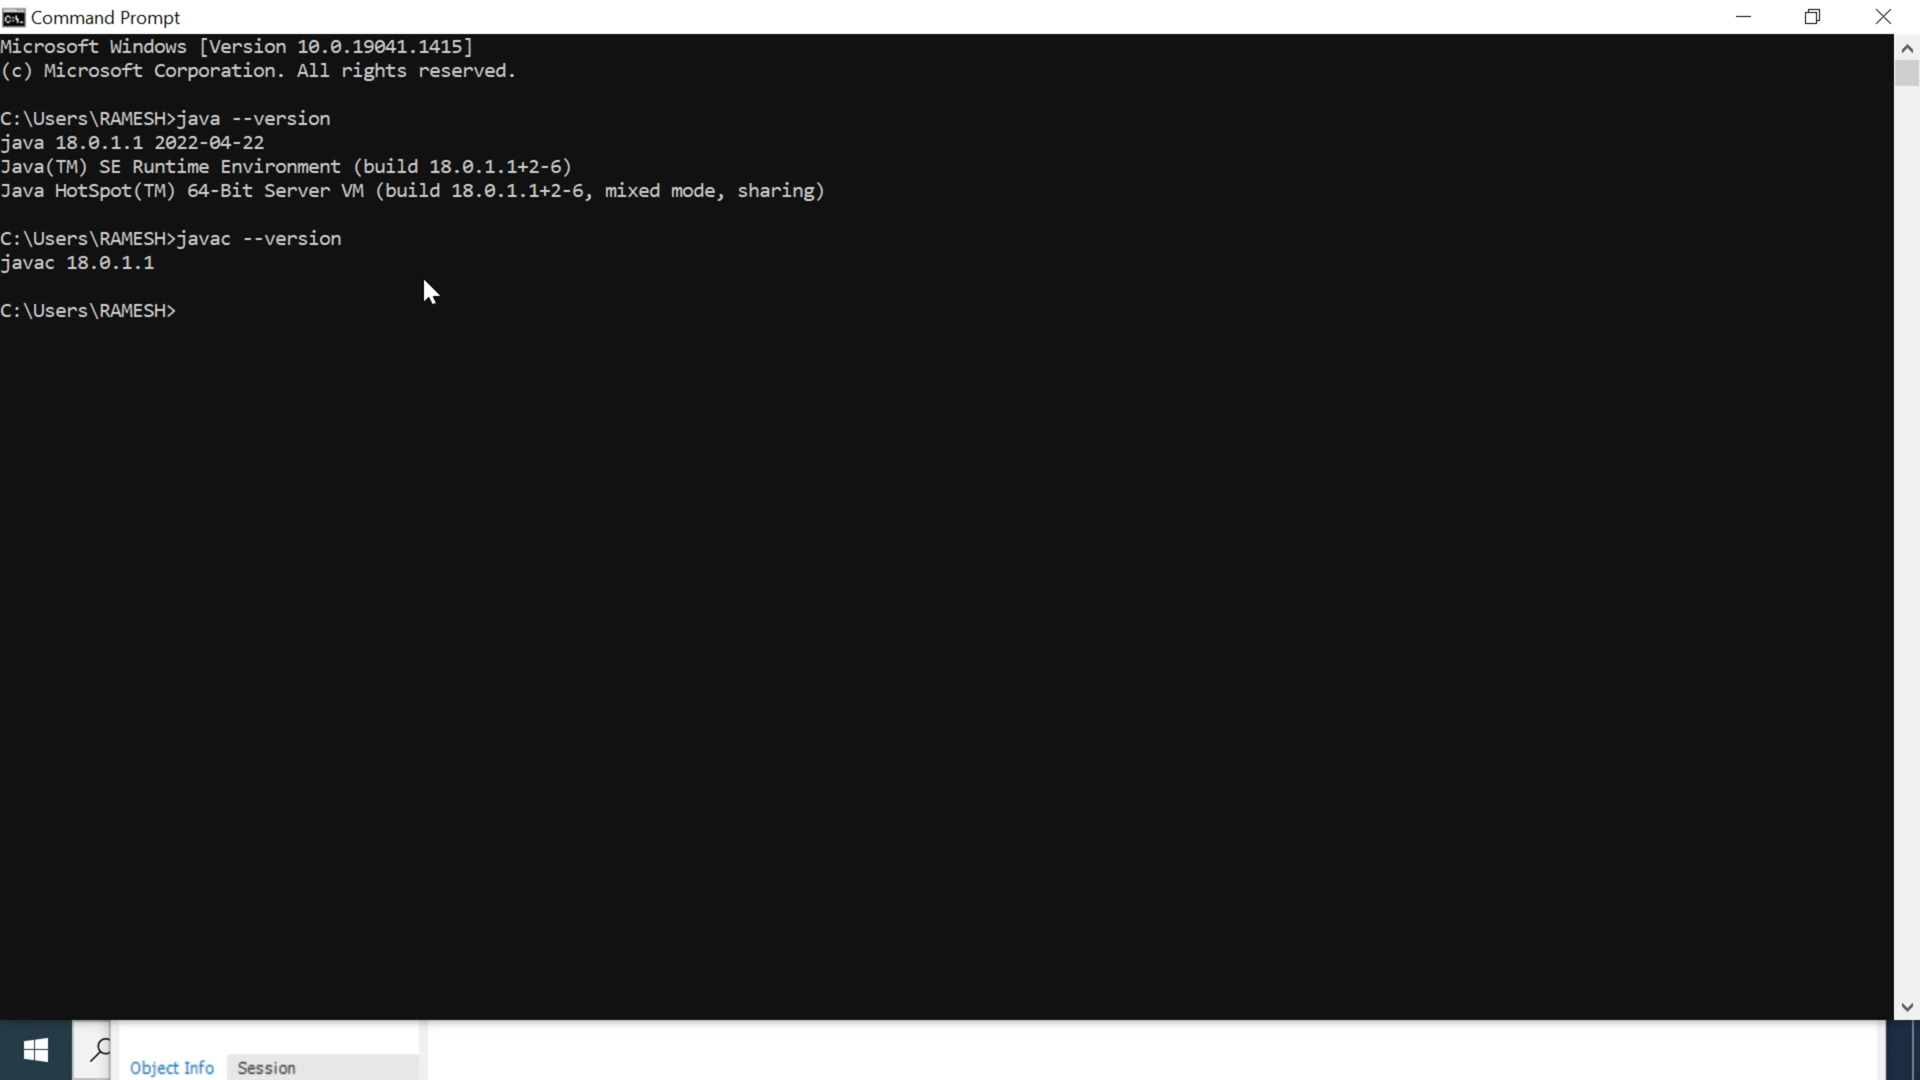 Command Prompt
Microsoft Windows [Version 10.0.19041.1415]
(c) Microsoft Corporation. All rights reserved.
C:\Users\RAMESH>java --version
java 18.0.1.1 2022-04-22
Java(TM) SE Runtime Environment (build 18.0.1.1+2-6)
Java HotSpot(TM) 64-Bit Server VM (build 18.0.1.1+2-6, mixed mode, sharing)
C:\Users\RAMESH>javac --version
javac 18.0.1.1
C:\Users\RAMESH>
Object Info Session